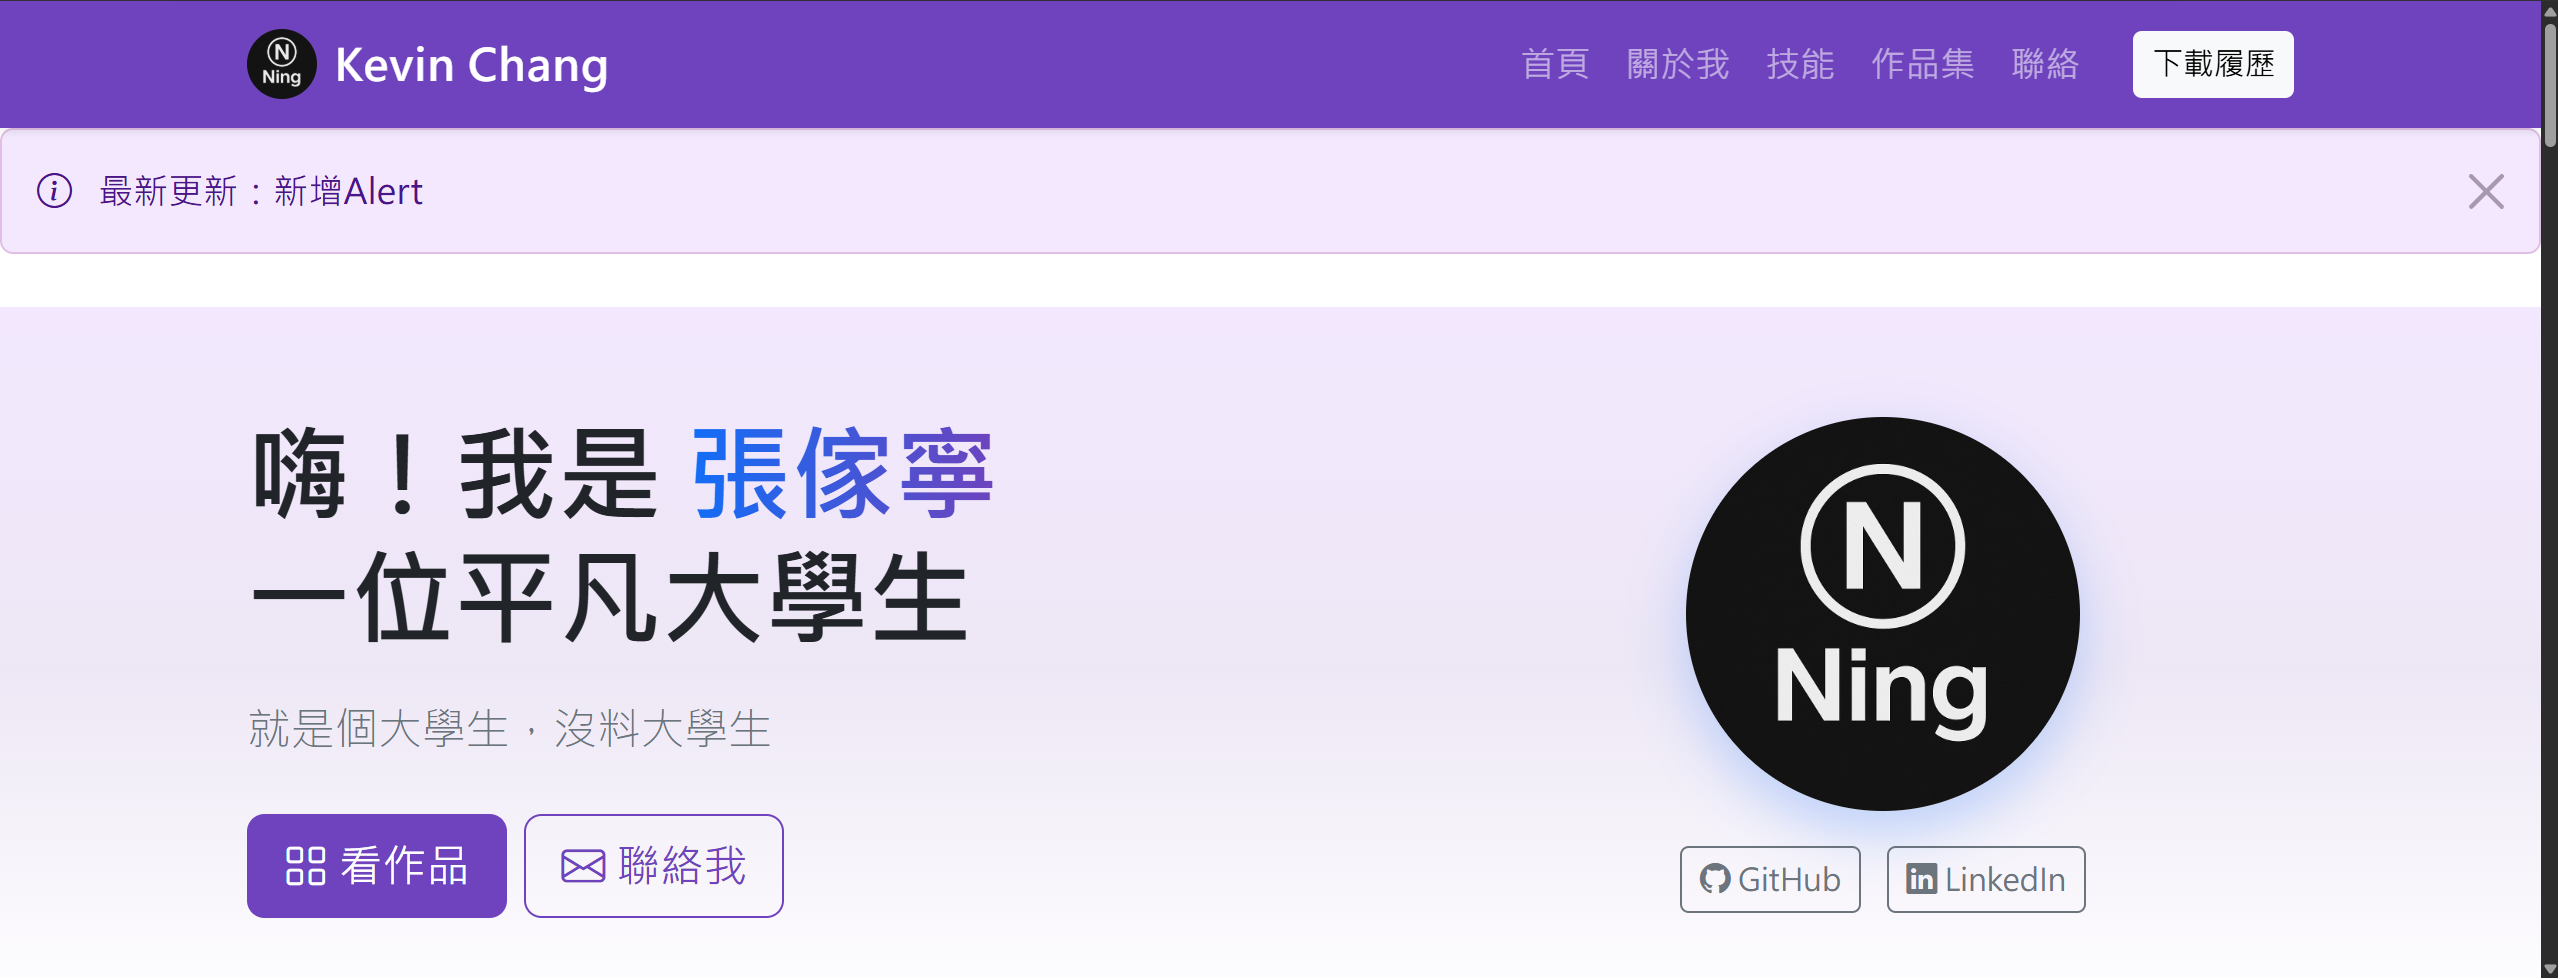 N
Ning
Kevin Chang
首頁 關於我 技能 作品集 聯絡 下載履歷
最新更新：新增Alert
嗨！我是 張傢寧
一位平凡大學生
就是個大學生，沒料大學生
看作品 聯絡我
N
Ning
GitHub LinkedIn